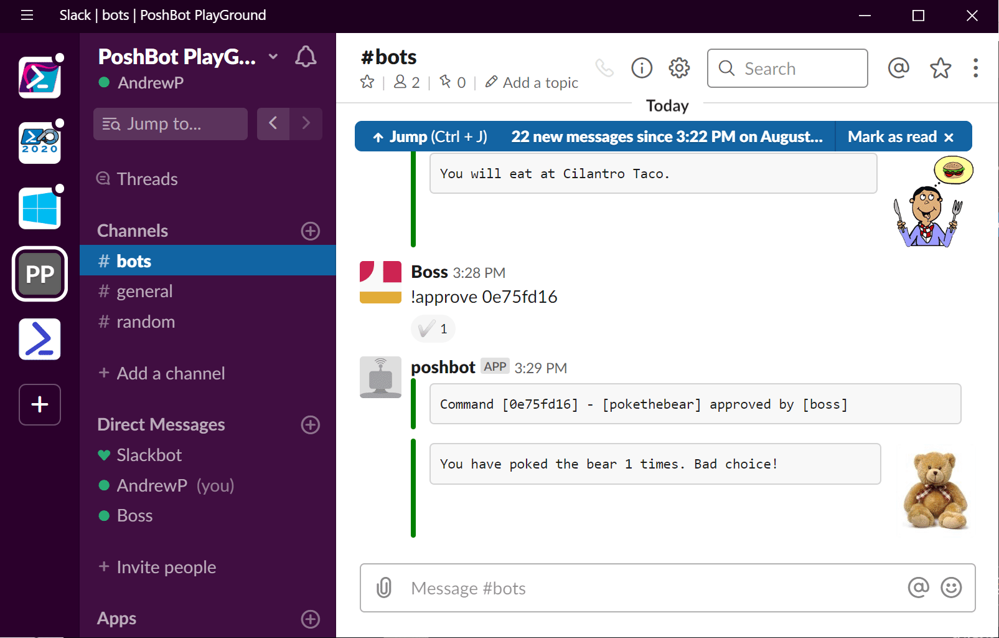 Slack | bots | PoshBot PlayGround
2020
PP
+
PoshBot PlayG...
AndrewP
Jump to...
Threads
Channels
# bots
# general
# random
+ Add a channel
Direct Messages
Slackbot
AndrewP (you)
Boss
+ Invite people
Apps
#bots
2 | 0 | Add a topic
Search
Today
Jump (Ctrl + J) 22 new messages since 3:22 PM on August... Mark as read ×
You will eat at Cilantro Taco.
Boss 3:28 PM
!approve 0e75fd16
1
poshbot APP 3:29 PM
Command [0e75fd16] - [pokethebear] approved by [boss]
You have poked the bear 1 times. Bad choice!
Message #bots